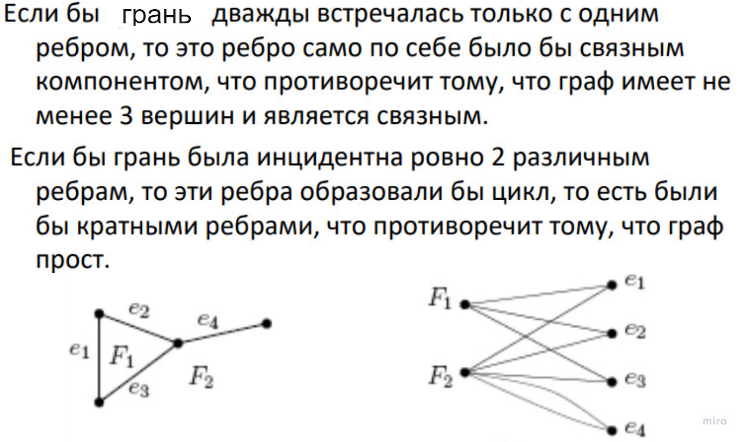 Если бы грань дважды встречалась только с одним
ребром, то это ребро само по себе было бы связным
компонентом, что противоречит тому, что граф имеет не
менее 3 вершин и является связным.
Если бы грань была инцидентна ровно 2 различным
ребрам, то эти ребра образовали бы цикл, то есть были
бы кратными ребрами, что противоречит тому, что граф
прост.
e₂
e₄
e₁
F₁
e₃
F₂
F₁
e₁
e₂
F₂
e₃
e₄
miro